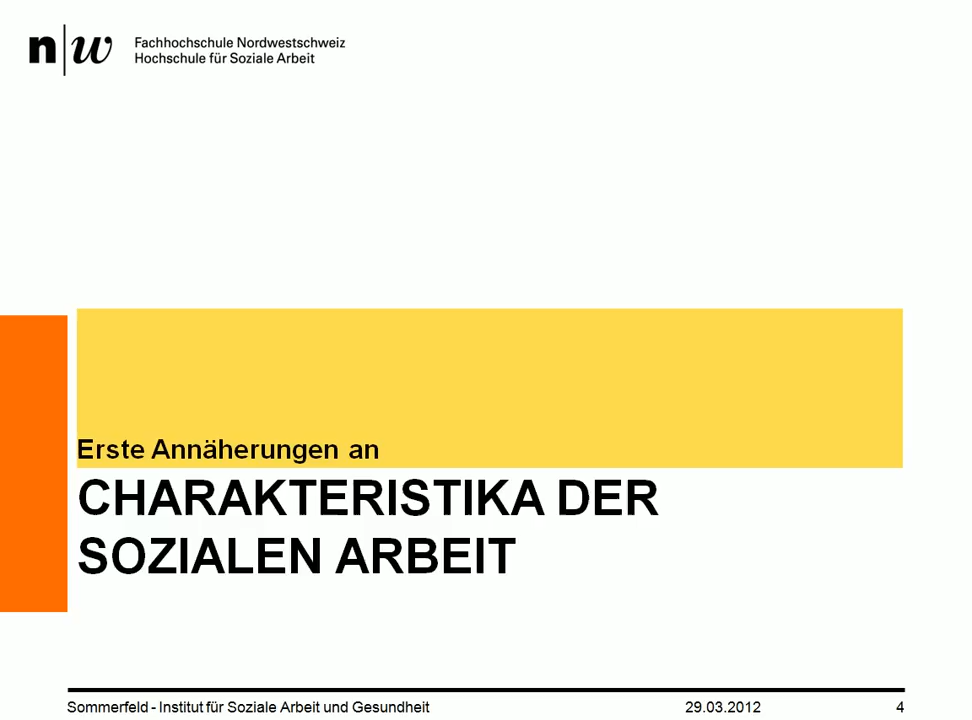 n|w
Fachhochschule Nordwestschweiz
Hochschule für Soziale Arbeit
Erste Annäherungen an
CHARAKTERISTIKA DER
SOZIALEN ARBEIT
Sommerfeld - Institut für Soziale Arbeit und Gesundheit 29.03.2012 4